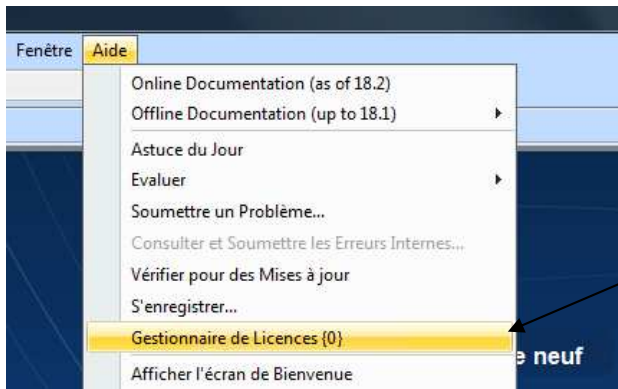 Fenêtre Aide
Online Documentation (as of 18.2)
Offline Documentation (up to 18.1)
Astuce du Jour
Evaluer
Soumettre un Problème...
Consulter et Soumettre les Erreurs Internes...
Vérifier pour des Mises à jour
S'enregistrer...
Gestionnaire de Licences {0}
e neuf
Afficher l'écran de Bienvenue